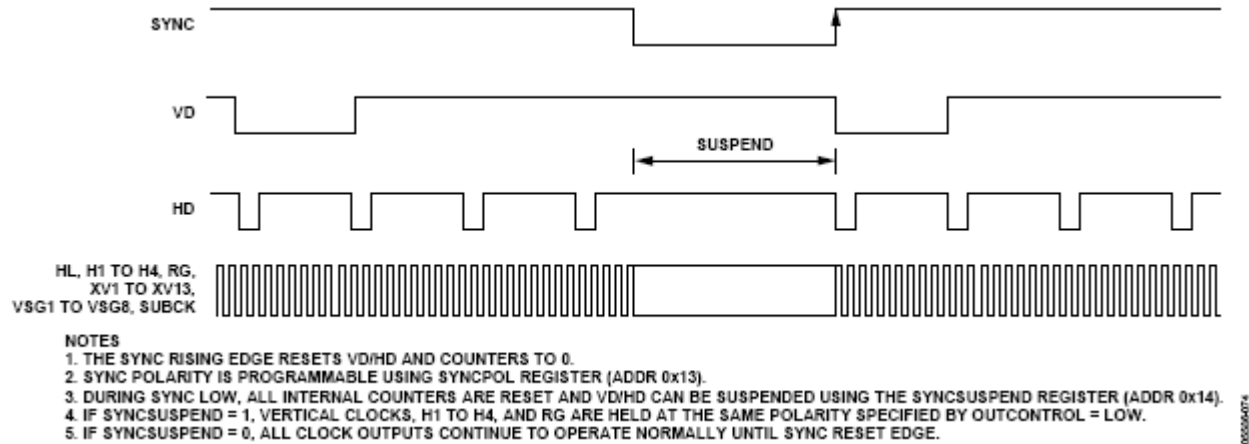 SYNC
VD
SUSPEND
HD
HL, H1 TO H4, RG,
XV1 TO XV13,
VSG1 TO VSG8, SUBCK
NOTES
1. THE SYNC RISING EDGE RESETS VD/HD AND COUNTERS TO 0.
2. SYNC POLARITY IS PROGRAMMABLE USING SYNCPOL REGISTER (ADDR 0x13).
3. DURING SYNC LOW, ALL INTERNAL COUNTERS ARE RESET AND VD/HD CAN BE SUSPENDED USING THE SYNCSUSPEND REGISTER (ADDR 0x14).
4. IF SYNCSUSPEND = 1, VERTICAL CLOCKS, H1 TO H4, AND RG ARE HELD AT THE SAME POLARITY SPECIFIED BY OUTCONTROL = LOW.
5. IF SYNCSUSPEND = 0, ALL CLOCK OUTPUTS CONTINUE TO OPERATE NORMALLY UNTIL SYNC RESET EDGE.